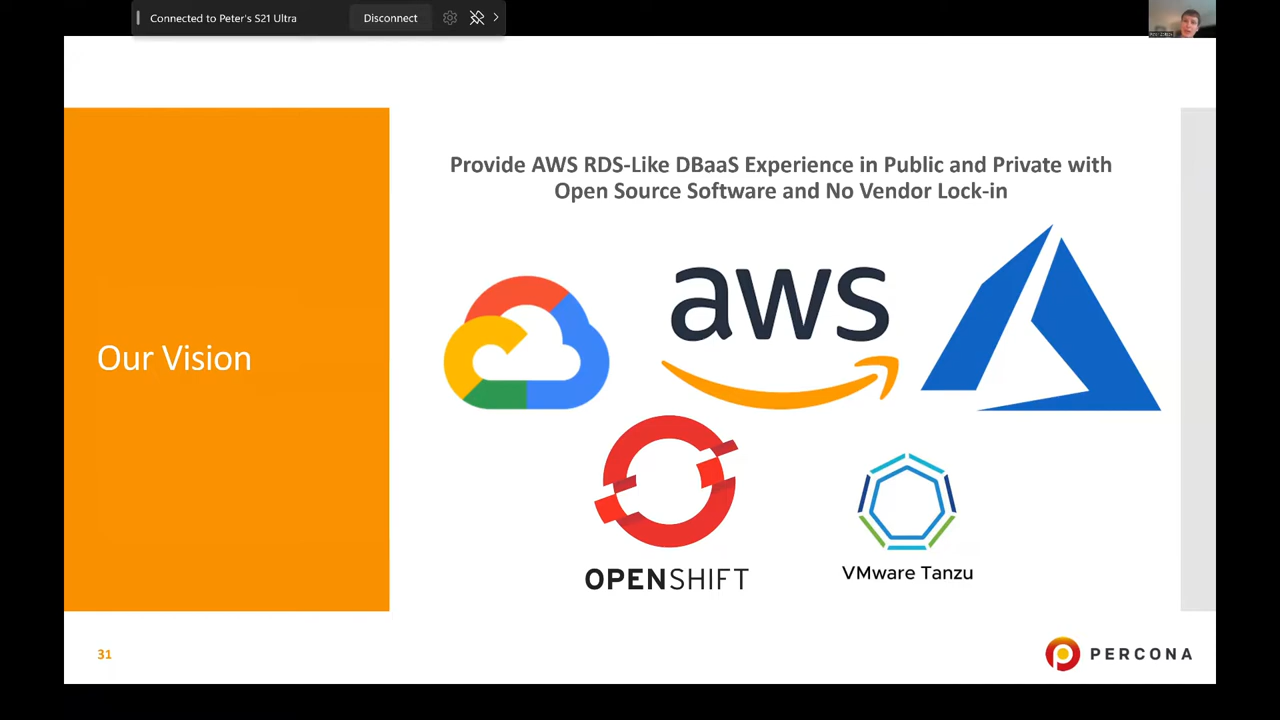 Connected to Peter's S21 Ultra
Disconnect
Provide AWS RDS-Like DBaaS Experience in Public and Private with
Open Source Software and No Vendor Lock-in
Our Vision
aws
OPENSHIFT
VMware Tanzu
31
PERCONA